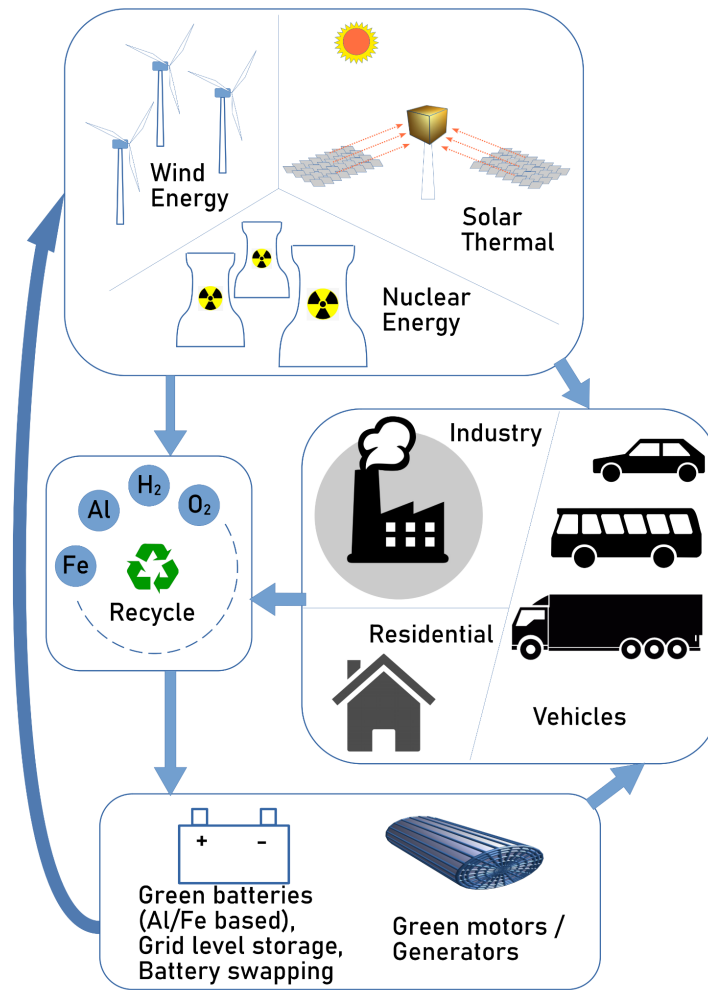 Wind
Energy
Solar
Thermal
Nuclear
Energy
Industry
H₂
Al
O₂
Fe
Recycle
Residential
Vehicles
+ -
Green batteries
(Al/Fe based),
Grid level storage,
Battery swapping
Green motors /
Generators